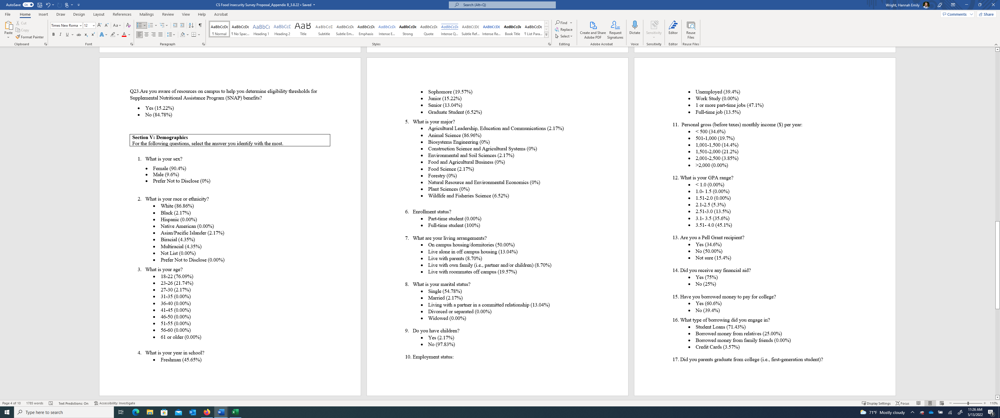 AutoSave On
CS Food Insecurity Survey Proposal_Appendix B_3.8.22 • Saved
Search (Alt+Q)
Wright, Hannah Emily
File Home Insert Draw Design Layout References Mailings Review View Help Acrobat
Comments Share
Paste
Cut
Copy
Format Painter
Clipboard
Times New Roma 12
Font
Paragraph
AaBbCcDc AaBbCcDc AaBbCc AaBbCcE AaB AaBbCcD AaBbCcDt AaBbCcDt AaBbCcDt AaBbCcDc AaBbCcDt AaBbCcDt AABBCCDE AABBCCDE AaBbCcDt AaBbCcDc
¶ Normal ¶ No Spac... Heading 1 Heading 2 Title Subtitle Subtle Em... Emphasis Intense E... Strong Quote Intense Q... Subtle Ref... Intense Re... Book Title ¶ List Para...
Styles
Find
Replace
Select
Editing
Create and Share Adobe PDF
Request Signatures
Adobe Acrobat
Dictate
Voice
Sensitivity
Sensitivity
Editor
Editor
Reuse Files
Reuse Files
Q23.Are you aware of resources on campus to help you determine eligibility thresholds for
Supplemental Nutritional Assistance Program (SNAP) benefits?
• Yes (15.22%)
• No (84.78%)
Section V: Demographics
For the following questions, select the answer you identify with the most.
1. What is your sex?
• Female (90.4%)
• Male (9.6%)
• Prefer Not to Disclose (0%)
2. What is your race or ethnicity?
• White (86.86%)
• Black (2.17%)
• Hispanic (0.00%)
• Native American (0.00%)
• Asian/Pacific Islander (2.17%)
• Biracial (4.35%)
• Multiracial (4.35%)
• Not List (0.00%)
• Prefer Not to Disclose (0.00%)
3. What is your age?
• 18-22 (76.09%)
• 23-26 (21.74%)
• 27-30 (2.17%)
• 31-35 (0.00%)
• 36-40 (0.00%)
• 41-45 (0.00%)
• 46-50 (0.00%)
• 51-55 (0.00%)
• 56-60 (0.00%)
• 61 or older (0.00%)
4. What is your year in school?
• Freshman (45.65%)
• Sophomore (19.57%)
• Junior (15.22%)
• Senior (13.04%)
• Graduate Student (6.52%)
5. What is your major?
• Agricultural Leadership, Education and Communications (2.17%)
• Animal Science (86.96%)
• Biosystems Engineering (0%)
• Construction Science and Agricultural Systems (0%)
• Environmental and Soil Sciences (2.17%)
• Food and Agricultural Business (0%)
• Food Science (2.17%)
• Forestry (0%)
• Natural Resource and Environmental Economics (0%)
• Plant Sciences (0%)
• Wildlife and Fisheries Science (6.52%)
6. Enrollment status?
• Part-time student (0.00%)
• Full-time student (100%)
7. What are your living arrangements?
• On campus housing/dormitories (50.00%)
• Live alone in off campus housing (13.04%)
• Live with parents (8.70%)
• Live with own family (i.e., partner and/or children) (8.70%)
• Live with roommates off campus (19.57%)
8. What is your marital status?
• Single (54.78%)
• Married (2.17%)
• Living with a partner in a committed relationship (13.04%)
• Divorced or separated (0.00%)
• Widowed (0.00%)
9. Do you have children?
• Yes (2.17%)
• No (97.83%)
10. Employment status:
• Unemployed (39.4%)
• Work Study (0.00%)
• 1 or more part-time jobs (47.1%)
• Full-time job (13.5%)
11. Personal gross (before taxes) monthly income ($) per year:
• < 500 (34.6%)
• 501-1,000 (19.7%)
• 1,001-1,500 (14.4%)
• 1,501-2,000 (21.2%)
• 2,001-2,500 (3.85%)
• >2,000 (0.00%)
12. What is your GPA range?
• < 1.0 (0.00%)
• 1.0- 1.5 (0.00%)
• 1.51-2.0 (0.00%)
• 2.1-2.5 (5.3%)
• 2.51-3.0 (13.5%)
• 3.1- 3.5 (35.6%)
• 3.51- 4.0 (45.1%)
13. Are you a Pell Grant recipient?
• Yes (34.6%)
• No (50.00%)
• Not sure (15.4%)
14. Did you receive any financial aid?
• Yes (75%)
• No (25%)
15. Have you borrowed money to pay for college?
• Yes (60.6%)
• No (39.4%)
16. What type of borrowing did you engage in?
• Student Loans (71.43%)
• Borrowed money from relatives (25.00%)
• Borrowed money from family friends (0.00%)
• Credit Cards (3.57%)
17. Did you parents graduate from college (i.e., first-generation student)?
Page 4 of 10 1785 words Text Predictions: On Accessibility: Investigate
Display Settings Focus 110%
Type here to search
71°F Mostly cloudy
11:26 AM
5/13/2022
3